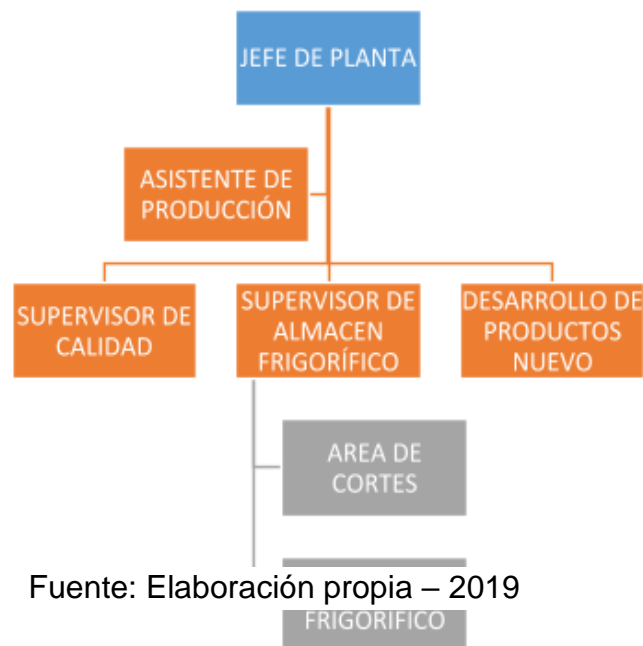 JEFE DE PLANTA
ASISTENTE DE
PRODUCCIÓN
SUPERVISOR DE
CALIDAD
SUPERVISOR DE
ALMACEN
FRIGORÍFICO
DESARROLLO DE
PRODUCTOS
NUEVO
AREA DE
CORTES
Fuente: Elaboración propia – 2019
FRIGORIFICO